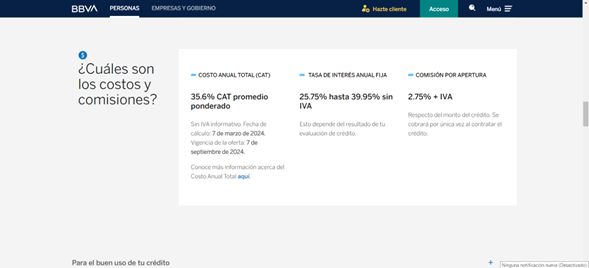 BBVA
PERSONAS
EMPRESAS Y GOBIERNO
Hazte cliente
Acceso
Menú
¿Cuáles son
los costos y
comisiones?
COSTO ANUAL TOTAL (CAT)
35.6% CAT promedio
ponderado
Sin IVA informativo. Fecha de
cálculo: 7 de marzo de 2024.
Vigencia de la oferta: 7 de
septiembre de 2024.
Conoce más información acerca del
Costo Anual Total aquí.
TASA DE INTERÉS ANUAL FIJA
25.75% hasta 39.95% sin
IVA
Esto depende del resultado de tu
evaluación de crédito.
COMISIÓN POR APERTURA
2.75% + IVA
Respecto del monto del crédito. Se
cobrará por única vez al contratar el
crédito.
Para el buen uso de tu crédito
+
Ninguna notificación nueva (Desactivado)